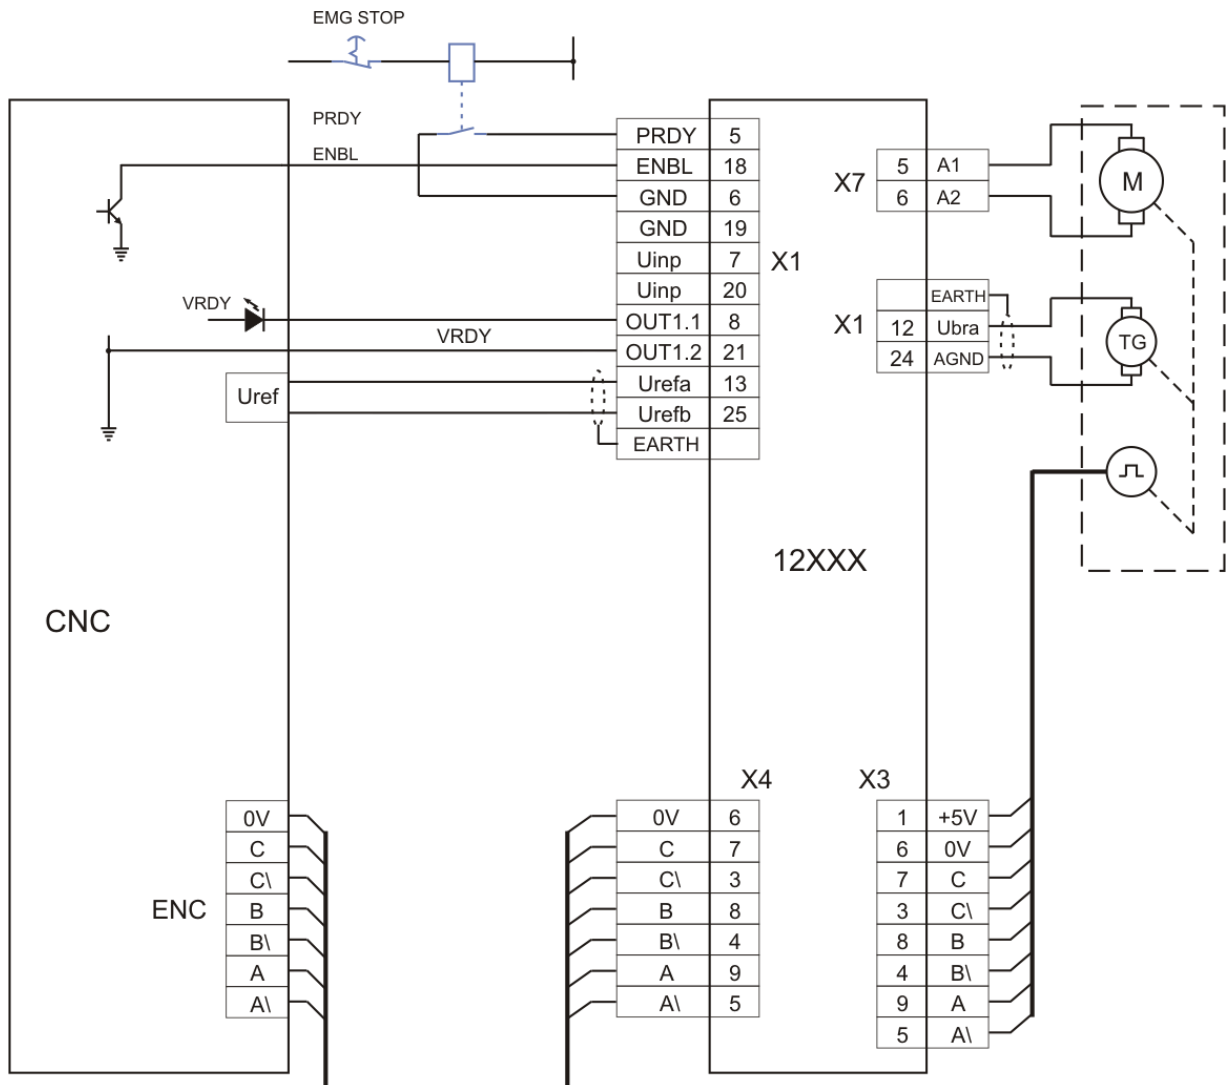 EMG STOP
PRDY
ENBL
PRDY 5
ENBL 18
GND 6
GND 19
Uinp 7
Uinp 20
OUT1.1 8
OUT1.2 21
Urefa 13
Urefb 25
EARTH
X1
VRDY
VRDY
Uref
X7
5 A1
6 A2
X1
EARTH
12 Ubra
24 AGND
M
TG
12XXX
CNC
ENC
0V
C
C\
B
B\
A
A\
X4
0V 6
C 7
C\ 3
B 8
B\ 4
A 9
A\ 5
X3
1 +5V
6 0V
7 C
3 C\
8 B
4 B\
9 A
5 A\